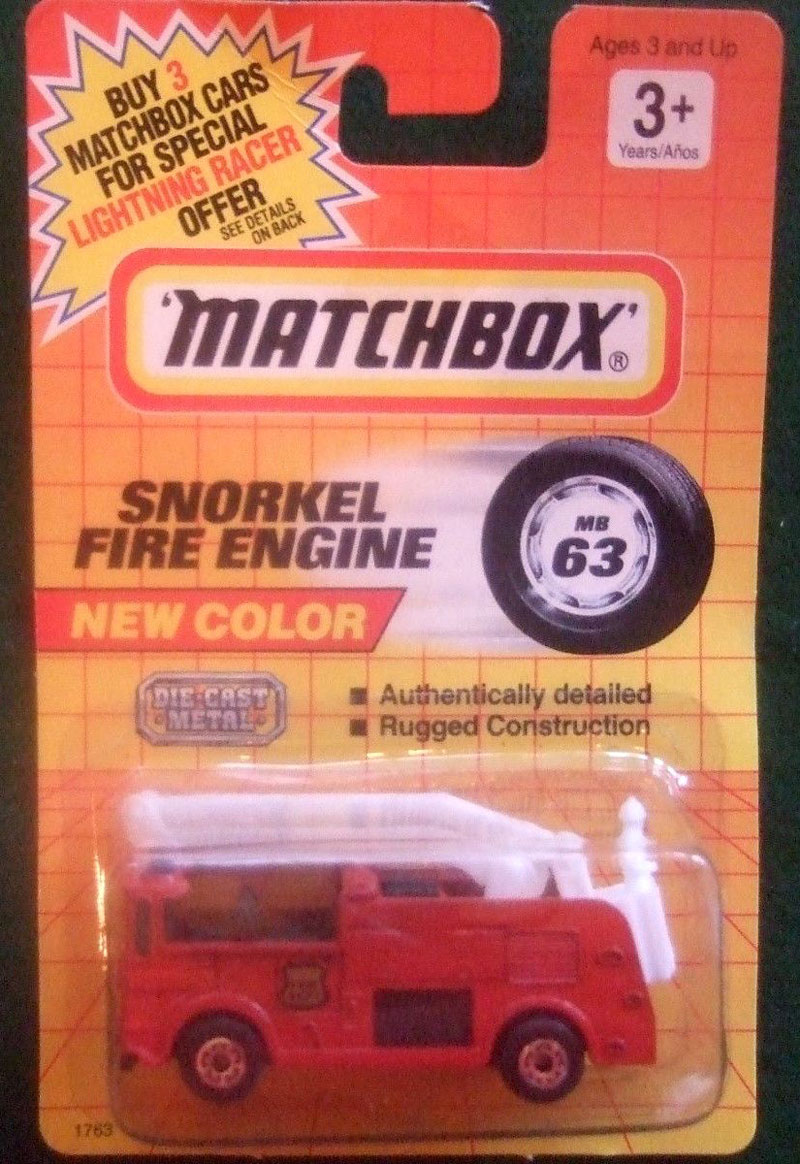 BUY 3
MATCHBOX CARS
FOR SPECIAL
LIGHTNING RACER
OFFER
SEE DETAILS
ON BACK
Ages 3 and Up
3+
Years/Años
'MATCHBOX'®
SNORKEL
FIRE ENGINE
MB
63
NEW COLOR
DIE-CAST
METAL
■ Authentically detailed
■ Rugged Construction
1763